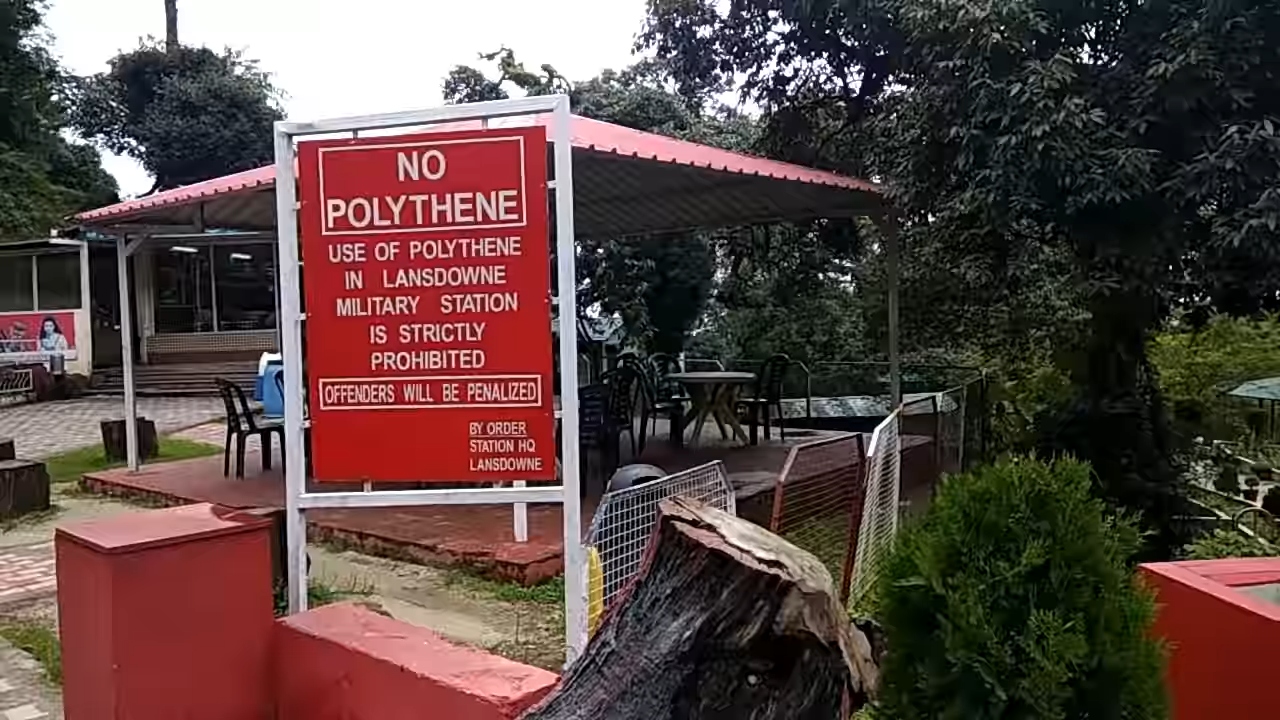 NO
POLYTHENE
USE OF POLYTHENE
IN LANSDOWNE
MILITARY STATION
IS STRICTLY
PROHIBITED
OFFENDERS WILL BE PENALIZED
BY ORDER
STATION HQ
LANSDOWNE